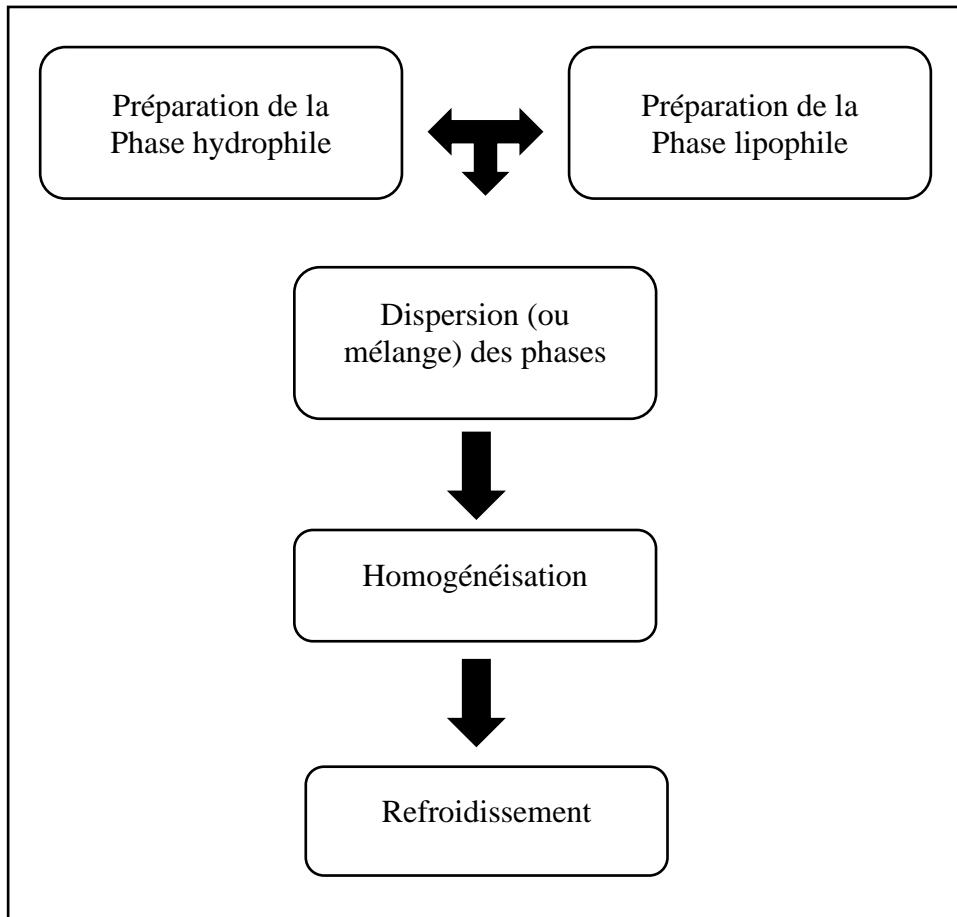 Préparation de la
Phase hydrophile
Préparation de la
Phase lipophile
Dispersion (ou
mélange) des phases
Homogénéisation
Refroidissement